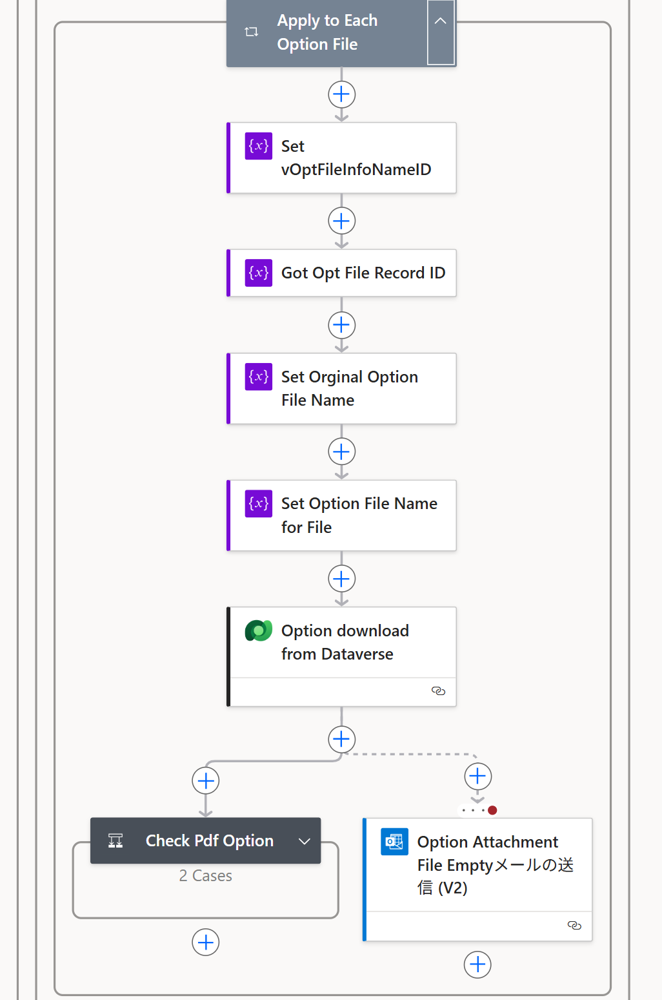 Apply to Each
Option File
Set
vOptFileInfoNameID
Got Opt File Record ID
Set Orginal Option
File Name
Set Option File Name
for File
Option download
from Dataverse
Check Pdf Option
2 Cases
Option Attachment
File Emptyメールの送
信 (V2)